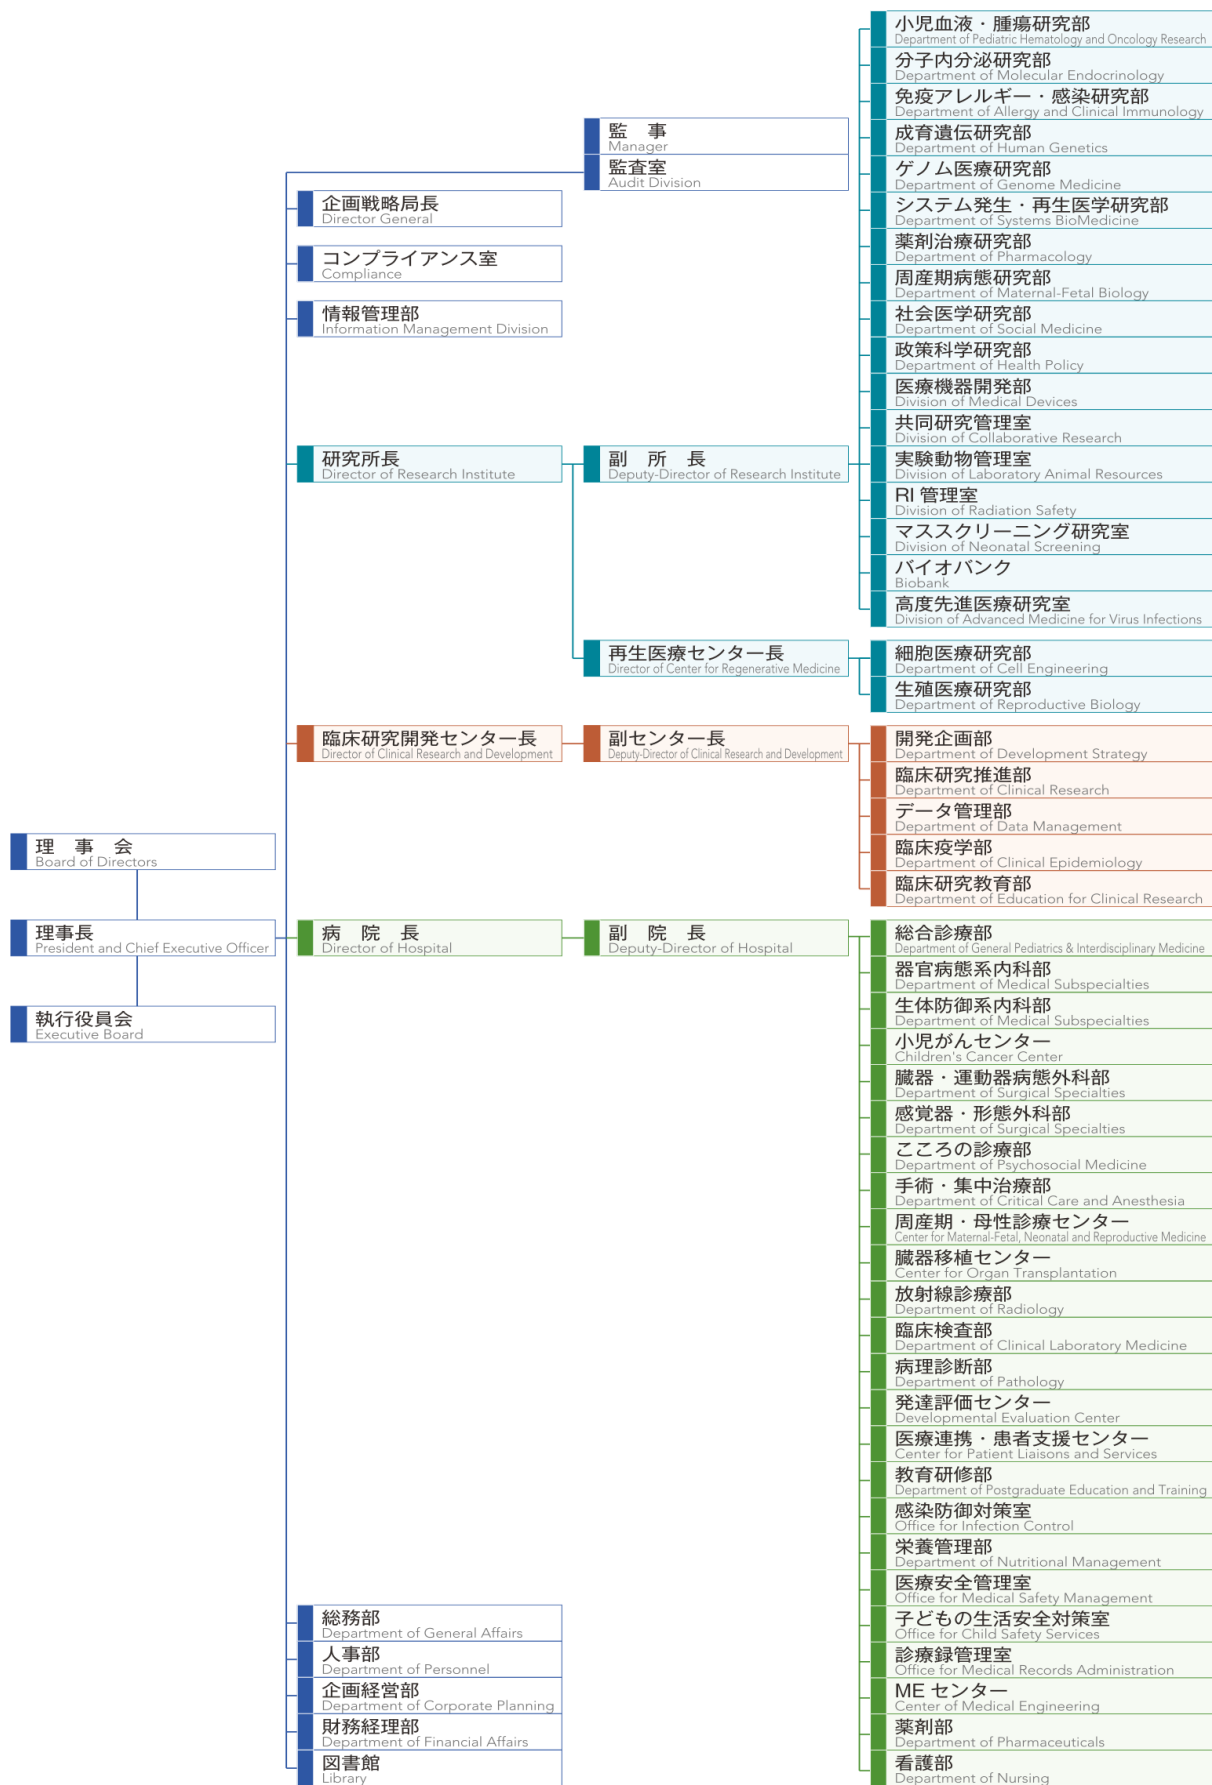 理　事　会
Board of Directors
理事長
President and Chief Executive Officer
執行役員会
Executive Board
監　事
Manager
監査室
Audit Division
企画戦略局長
Director General
コンプライアンス室
Compliance
情報管理部
Information Management Division
研究所長
Director of Research Institute
副　所　長
Deputy-Director of Research Institute
小児血液・腫瘍研究部
Department of Pediatric Hematology and Oncology Research
分子内分泌研究部
Department of Molecular Endocrinology
免疫アレルギー・感染研究部
Department of Allergy and Clinical Immunology
成育遺伝研究部
Department of Human Genetics
ゲノム医療研究部
Department of Genome Medicine
システム発生・再生医学研究部
Department of Systems BioMedicine
薬剤治療研究部
Department of Pharmacology
周産期病態研究部
Department of Maternal-Fetal Biology
社会医学研究部
Department of Social Medicine
政策科学研究部
Department of Health Policy
医療機器開発部
Division of Medical Devices
共同研究管理室
Division of Collaborative Research
実験動物管理室
Division of Laboratory Animal Resources
RI 管理室
Division of Radiation Safety
マススクリーニング研究室
Division of Neonatal Screening
バイオバンク
Biobank
高度先進医療研究室
Division of Advanced Medicine for Virus Infections
再生医療センター長
Director of Center for Regenerative Medicine
細胞医療研究部
Department of Cell Engineering
生殖医療研究部
Department of Reproductive Biology
臨床研究開発センター長
Director of Clinical Research and Development
副センター長
Deputy-Director of Clinical Research and Development
開発企画部
Department of Development Strategy
臨床研究推進部
Department of Clinical Research
データ管理部
Department of Data Management
臨床疫学部
Department of Clinical Epidemiology
臨床研究教育部
Department of Education for Clinical Research
病　院　長
Director of Hospital
副　院　長
Deputy-Director of Hospital
総合診療部
Department of General Pediatrics & Interdisciplinary Medicine
器官病態系内科部
Department of Medical Subspecialties
生体防御系内科部
Department of Medical Subspecialties
小児がんセンター
Children's Cancer Center
臓器・運動器病態外科部
Department of Surgical Specialties
感覚器・形態外科部
Department of Surgical Specialties
こころの診療部
Department of Psychosocial Medicine
手術・集中治療部
Department of Critical Care and Anesthesia
周産期・母性診療センター
Center for Maternal-Fetal, Neonatal and Reproductive Medicine
臓器移植センター
Center for Organ Transplantation
放射線診療部
Department of Radiology
臨床検査部
Department of Clinical Laboratory Medicine
病理診断部
Department of Pathology
発達評価センター
Developmental Evaluation Center
医療連携・患者支援センター
Center for Patient Liaisons and Services
教育研修部
Department of Postgraduate Education and Training
感染防御対策室
Office for Infection Control
栄養管理部
Department of Nutritional Management
医療安全管理室
Office for Medical Safety Management
子どもの生活安全対策室
Office for Child Safety Services
診療録管理室
Office for Medical Records Administration
ME センター
Center of Medical Engineering
薬剤部
Department of Pharmaceuticals
看護部
Department of Nursing
総務部
Department of General Affairs
人事部
Department of Personnel
企画経営部
Department of Corporate Planning
財務経理部
Department of Financial Affairs
図書館
Library